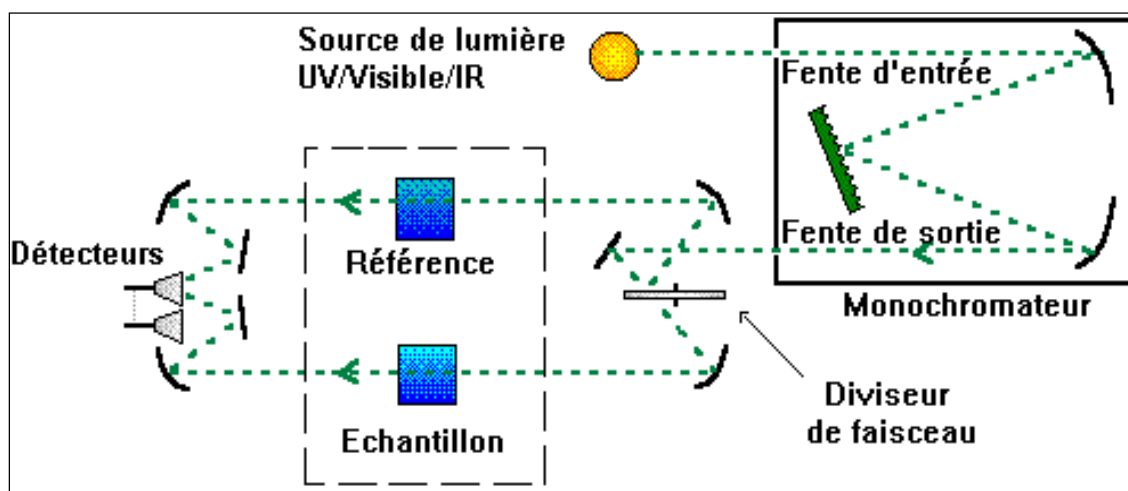 Source de lumière
UV/Visible/IR
Fente d'entrée
Fente de sortie
Monochromateur
Détecteurs
Référence
Echantillon
Diviseur
de faisceau